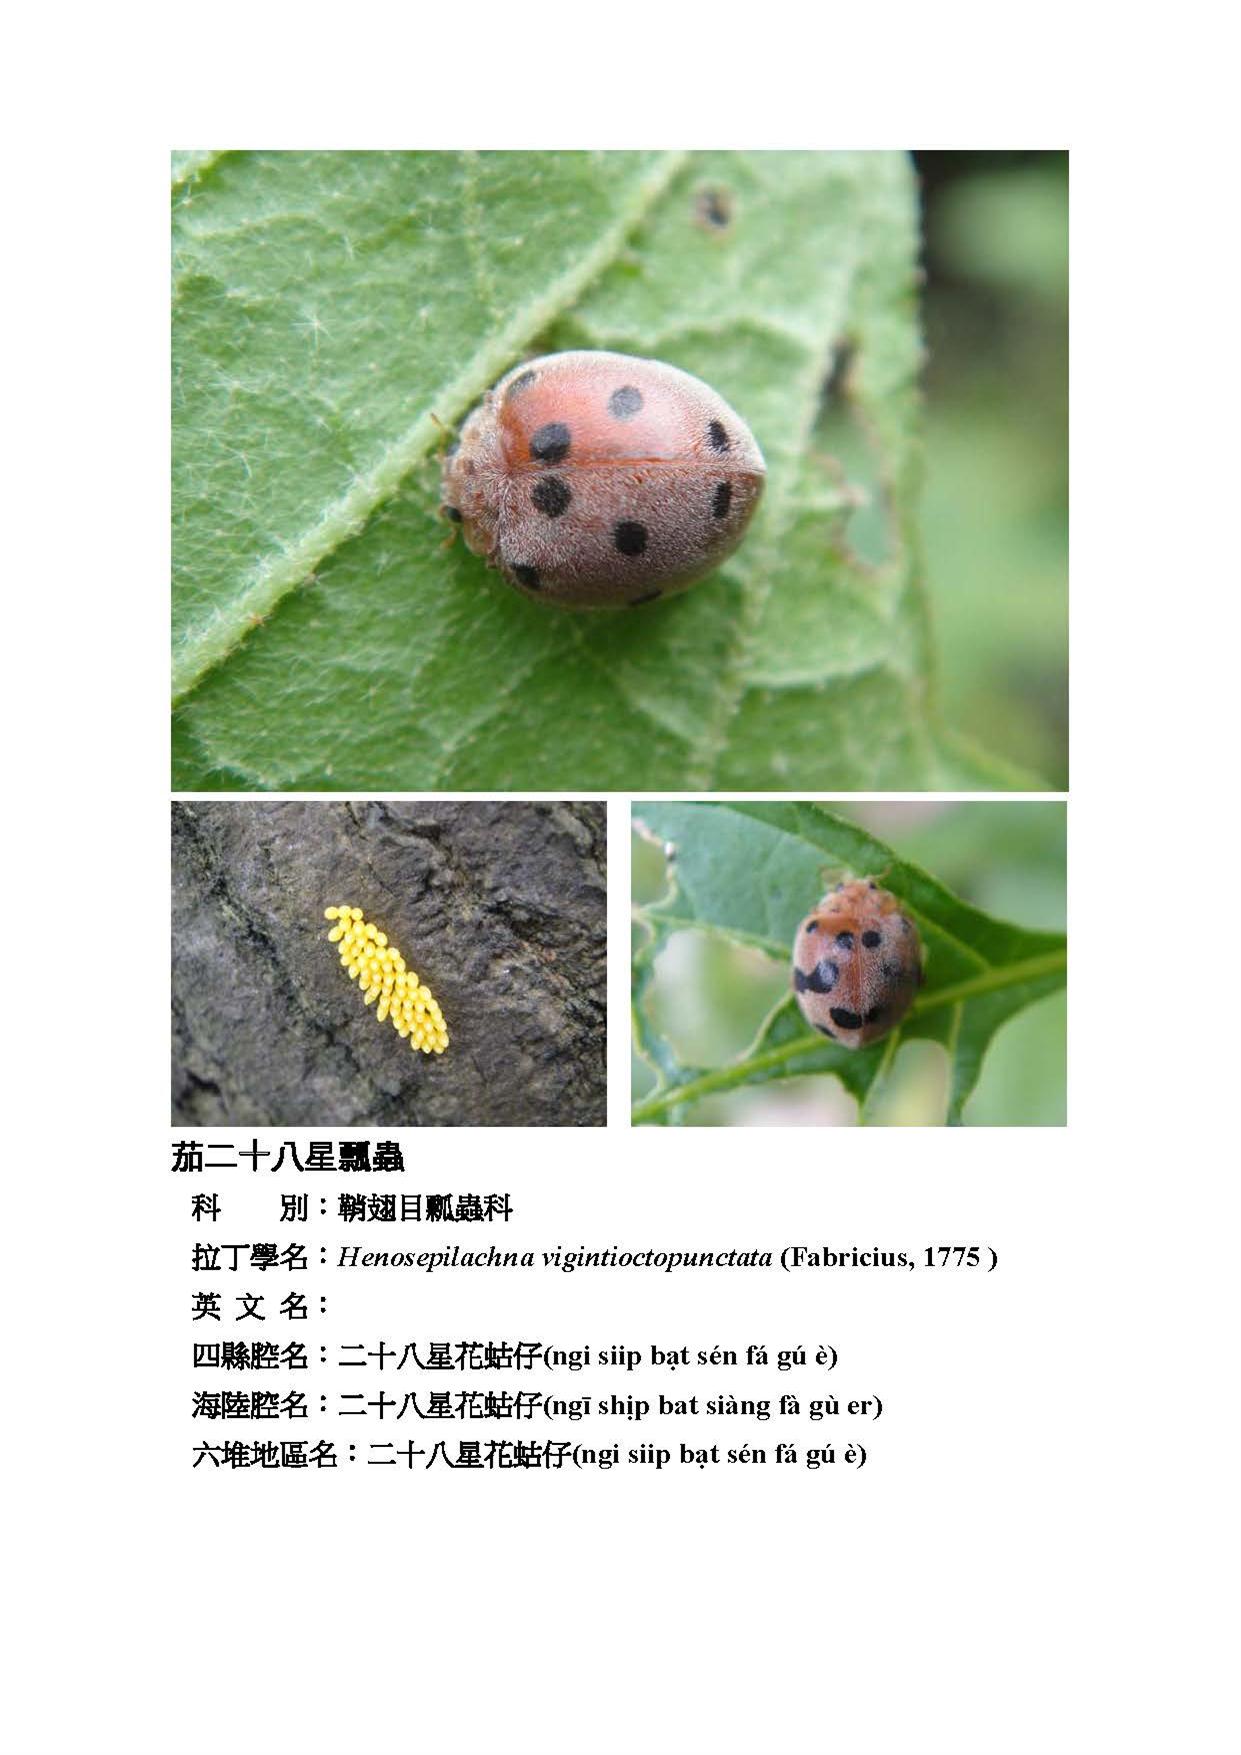 茄二十八星瓢蟲
科　　別：鞘翅目瓢蟲科
拉丁學名：Henosepilachna vigintioctopunctata (Fabricius, 1775 )
英 文 名：
四縣腔名：二十八星花蛄仔(ngi siip bạt sén fá gú è)
海陸腔名：二十八星花蛄仔(ngī shịp bat siàng fà gù er)
六堆地區名：二十八星花蛄仔(ngi siip bạt sén fá gú è)